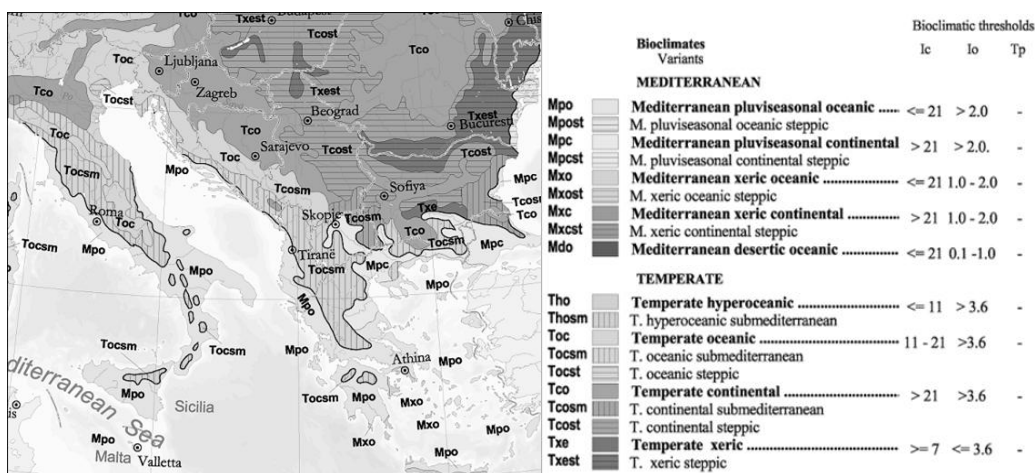 Txest
Budapest
Chis
Tcost
Tco
Toc
Ljubljana
Zagreb
Tco
Tocst
Txest
Beograd
Txest
Bucuresti
Toc
Tco
Sarajevo
Tcost
Tcost
Toc
Mpo
Tcosm
Sofiya
Mpc
Tocsm
Skopje
Tcosm
Txe
Tcost
Tco
Roma
Toc
Tco
Tocsm
Tocsm
Mpo
Tiranë
Mpc
Tocsm
Mpc
Mpo
Mpo
Mpo
Tocsm
Mpo
Athina
Mpo
Mpo
Sicilia
Tocsm
Mpo
Mxo
diterranean Sea
Mxo
Mxo
Mpo
Mpo
Malta
Valletta
Bioclimatic thresholds
Bioclimates
Variants
Ic Io Tp
MEDITERRANEAN
Mpo Mediterranean pluviseasonal oceanic ..... <= 21 > 2.0 -
Mpost M. pluviseasonal oceanic steppic
Mpc Mediterranean pluviseasonal continental > 21 > 2.0. -
Mpcst M. pluviseasonal continental steppic
Mxo Mediterranean xeric oceanic ................... <= 21 1.0 - 2.0 -
Mxost M. xeric oceanic steppic
Mxc Mediterranean xeric continental .............. > 21 1.0 - 2.0 -
Mxcst M. xeric continental steppic
Mdo Mediterranean desertic oceanic .............. <= 21 0.1 -1.0 -
TEMPERATE
Tho Temperate hyperoceanic ......................... <= 11 > 3.6 -
Thosm T. hyperoceanic submediterranean
Toc Temperate oceanic .................................. 11 - 21 >3.6 -
Tocsm T. oceanic submediterranean
Tocst T. oceanic steppic
Tco Temperate continental ............................ > 21 >3.6 -
Tcosm T. continental submediterranean
Tcost T. continental steppic
Txe Temperate xeric ..................................... >= 7 <= 3.6 -
Txest T. xeric steppic